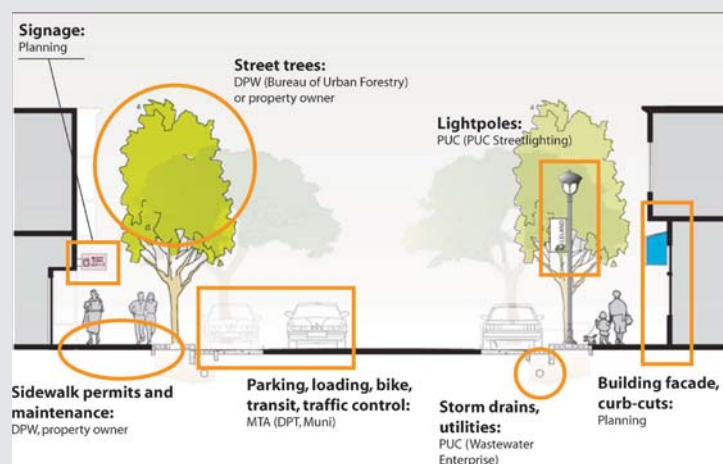 Signage:
Planning
Street trees:
DPW (Bureau of Urban Forestry)
or property owner
Lightpoles:
PUC (PUC Streetlighting)
Sidewalk permits and
maintenance:
DPW, property owner
Parking, loading, bike,
transit, traffic control:
MTA (DPT, Muni)
Storm drains,
utilities:
PUC (Wastewater
Enterprise)
Building facade,
curb-cuts:
Planning